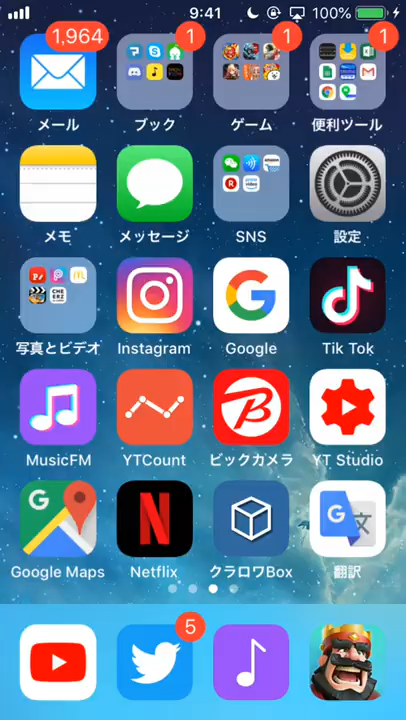 9:41 100%
1,964 1 1 1
メール ブック ゲーム 便利ツール
メモ メッセージ SNS 設定
写真とビデオ Instagram Google Tik Tok
MusicFM YTCount ビックカメラ YT Studio
Google Maps Netflix クラロワBox 翻訳
5